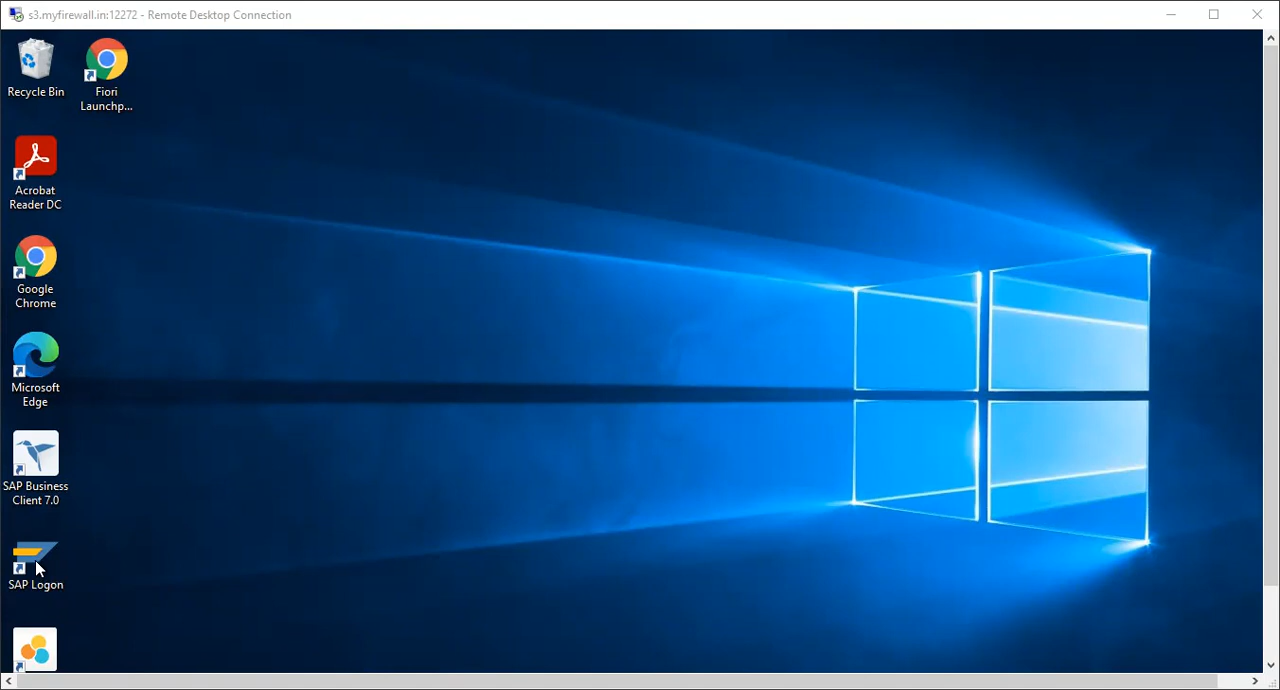 s3.myfirewall.in:12272 - Remote Desktop Connection
Recycle Bin
Fiori
Launchp...
Acrobat
Reader DC
Google
Chrome
Microsoft
Edge
SAP Business
Client 7.0
SAP Logon